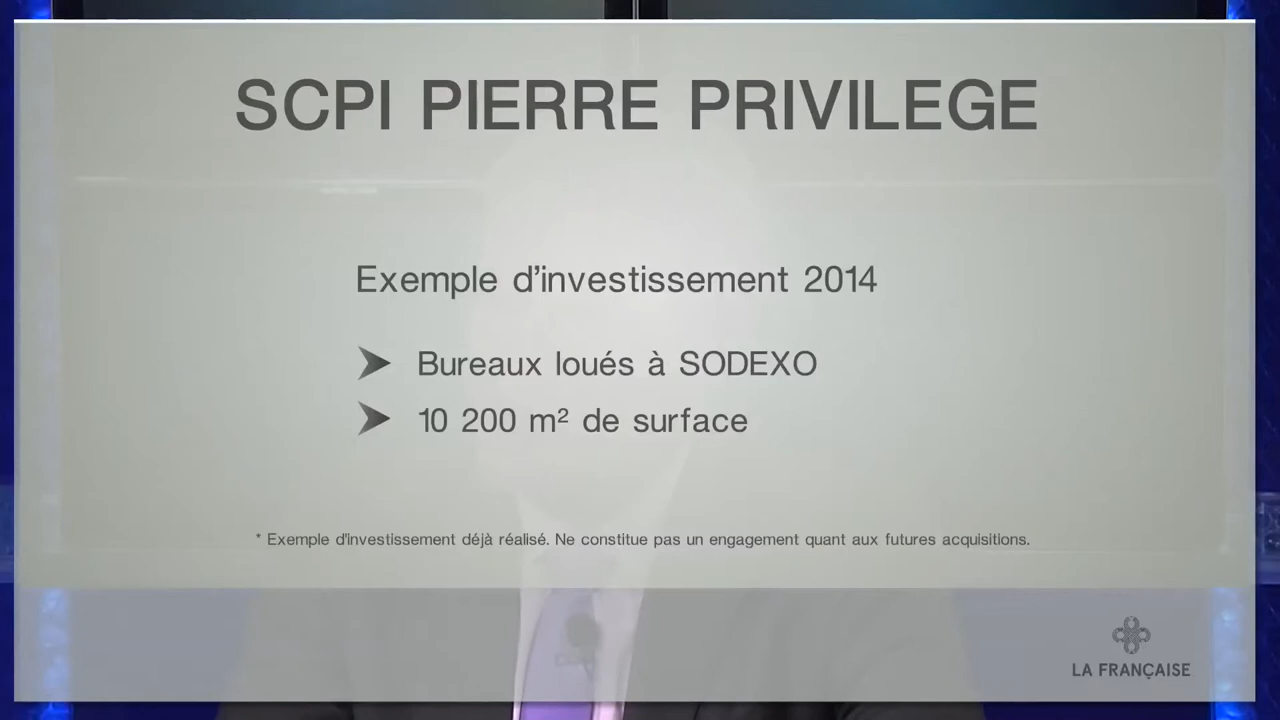 SCPI PIERRE PRIVILEGE
Exemple d'investissement 2014
Bureaux loués à SODEXO
10 200 m² de surface
* Exemple d'investissement déjà réalisé. Ne constitue pas un engagement quant aux futures acquisitions.
LA FRANÇAISE